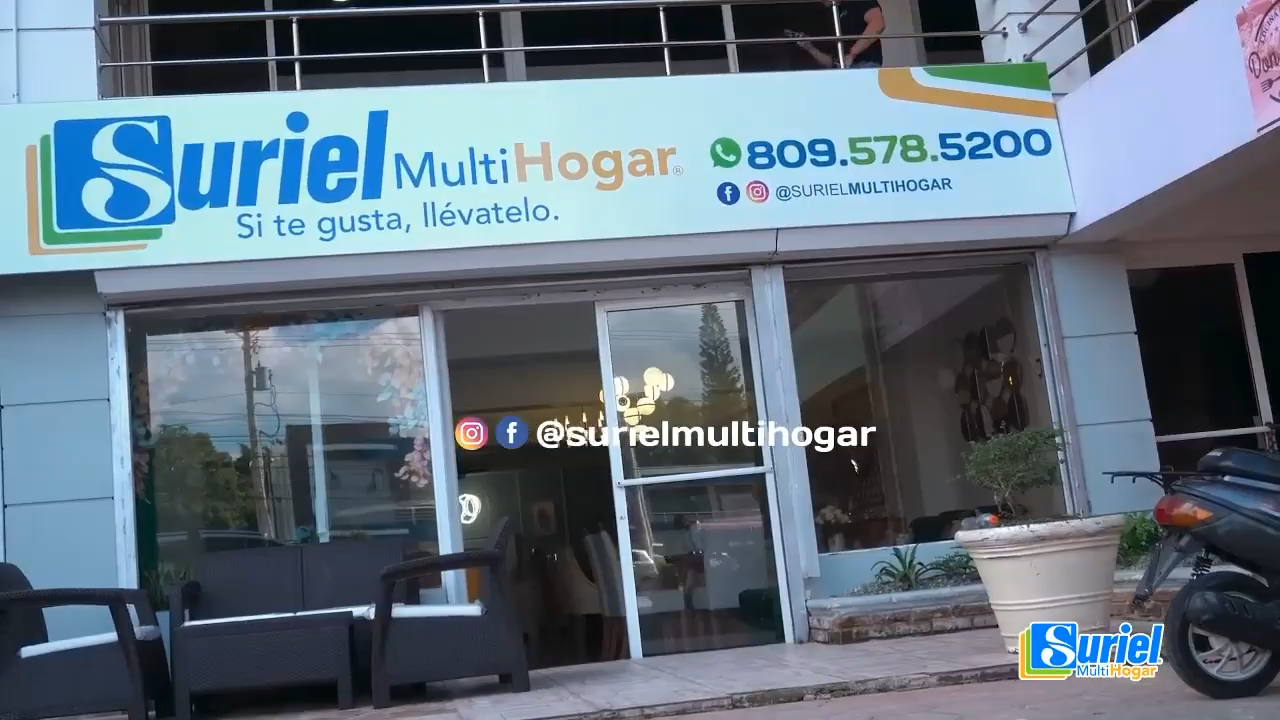 Suriel MultiHogar®
Si te gusta, llévatelo.
809.578.5200
@SURIELMULTIHOGAR
@surielmultihogar
Suriel
MultiHogar